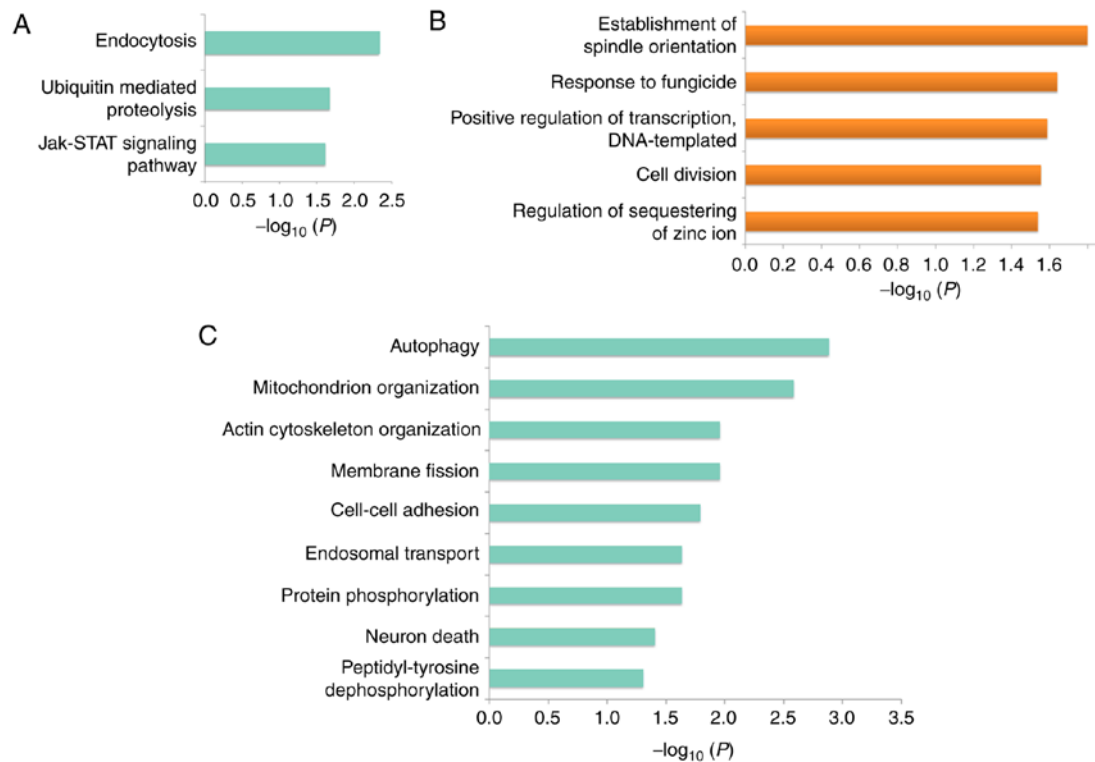 A
Endocytosis
Ubiquitin mediated
proteolysis
Jak-STAT signaling
pathway
0.0 0.5 1.0 1.5 2.0 2.5
–log10 (P)
B
Establishment of
spindle orientation
Response to fungicide
Positive regulation of transcription,
DNA-templated
Cell division
Regulation of sequestering
of zinc ion
0.0 0.2 0.4 0.6 0.8 1.0 1.2 1.4 1.6
–log10 (P)
C
Autophagy
Mitochondrion organization
Actin cytoskeleton organization
Membrane fission
Cell-cell adhesion
Endosomal transport
Protein phosphorylation
Neuron death
Peptidyl-tyrosine
dephosphorylation
0.0 0.5 1.0 1.5 2.0 2.5 3.0 3.5
–log10 (P)